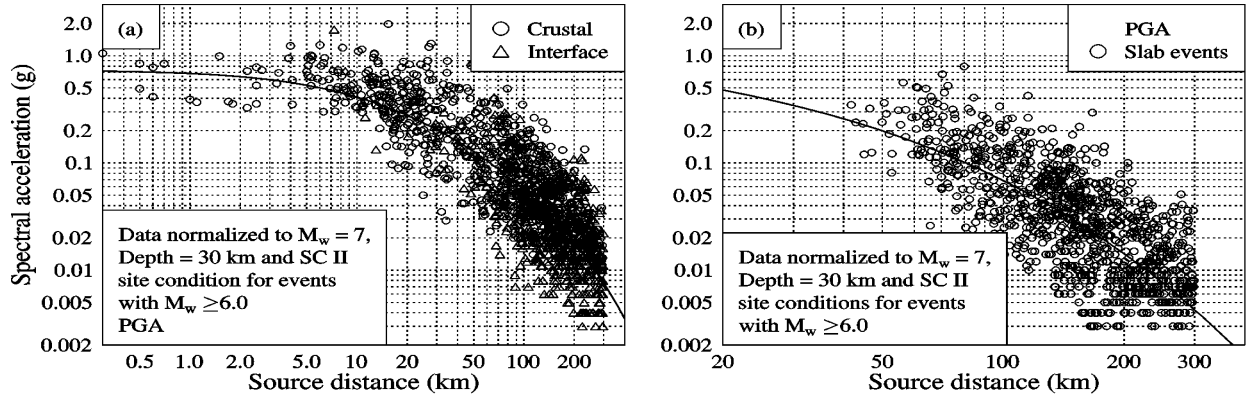 (a)
Crustal
Interface
Spectral acceleration (g)
2.0
1.0
0.5
0.2
0.1
0.05
0.02
0.01
0.005
0.002
Data normalized to Mw = 7,
Depth = 30 km and SC II
site condition for events
with Mw ≥6.0
PGA
0.5 1.0 2.0 5.0 10 20 40 100 200
Source distance (km)
(b)
PGA
Slab events
2.0
1.0
0.5
0.2
0.1
0.05
0.02
0.01
0.005
0.002
Data normalized to Mw = 7,
Depth = 30 km and SC II
site conditions for events
with Mw ≥6.0
20 50 100 200 300
Source distance (km)